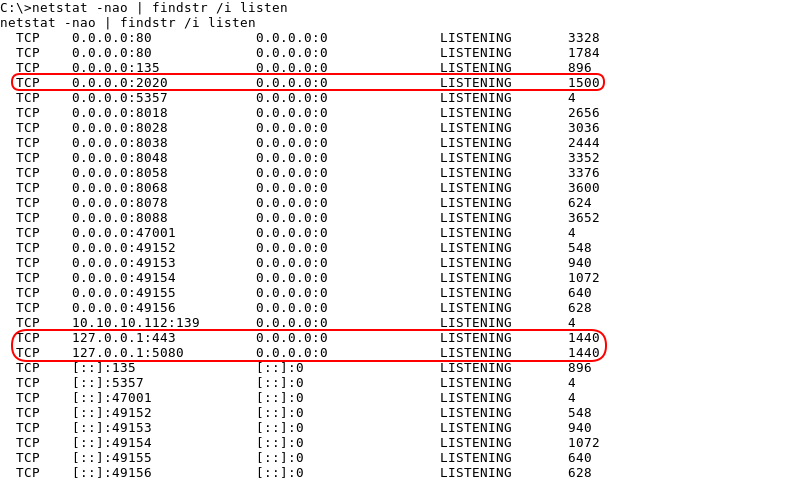 C:\>netstat -nao | findstr /i listen
netstat -nao | findstr /i listen
TCP 0.0.0.0:80 0.0.0.0:0 LISTENING 3328
TCP 0.0.0.0:80 0.0.0.0:0 LISTENING 1784
TCP 0.0.0.0:135 0.0.0.0:0 LISTENING 896
TCP 0.0.0.0:2020 0.0.0.0:0 LISTENING 1500
TCP 0.0.0.0:5357 0.0.0.0:0 LISTENING 4
TCP 0.0.0.0:8018 0.0.0.0:0 LISTENING 2656
TCP 0.0.0.0:8028 0.0.0.0:0 LISTENING 3036
TCP 0.0.0.0:8038 0.0.0.0:0 LISTENING 2444
TCP 0.0.0.0:8048 0.0.0.0:0 LISTENING 3352
TCP 0.0.0.0:8058 0.0.0.0:0 LISTENING 3376
TCP 0.0.0.0:8068 0.0.0.0:0 LISTENING 3600
TCP 0.0.0.0:8078 0.0.0.0:0 LISTENING 624
TCP 0.0.0.0:8088 0.0.0.0:0 LISTENING 3652
TCP 0.0.0.0:47001 0.0.0.0:0 LISTENING 4
TCP 0.0.0.0:49152 0.0.0.0:0 LISTENING 548
TCP 0.0.0.0:49153 0.0.0.0:0 LISTENING 940
TCP 0.0.0.0:49154 0.0.0.0:0 LISTENING 1072
TCP 0.0.0.0:49155 0.0.0.0:0 LISTENING 640
TCP 0.0.0.0:49156 0.0.0.0:0 LISTENING 628
TCP 10.10.10.112:139 0.0.0.0:0 LISTENING 4
TCP 127.0.0.1:443 0.0.0.0:0 LISTENING 1440
TCP 127.0.0.1:5080 0.0.0.0:0 LISTENING 1440
TCP [::]:135 [::]:0 LISTENING 896
TCP [::]:5357 [::]:0 LISTENING 4
TCP [::]:47001 [::]:0 LISTENING 4
TCP [::]:49152 [::]:0 LISTENING 548
TCP [::]:49153 [::]:0 LISTENING 940
TCP [::]:49154 [::]:0 LISTENING 1072
TCP [::]:49155 [::]:0 LISTENING 640
TCP [::]:49156 [::]:0 LISTENING 628